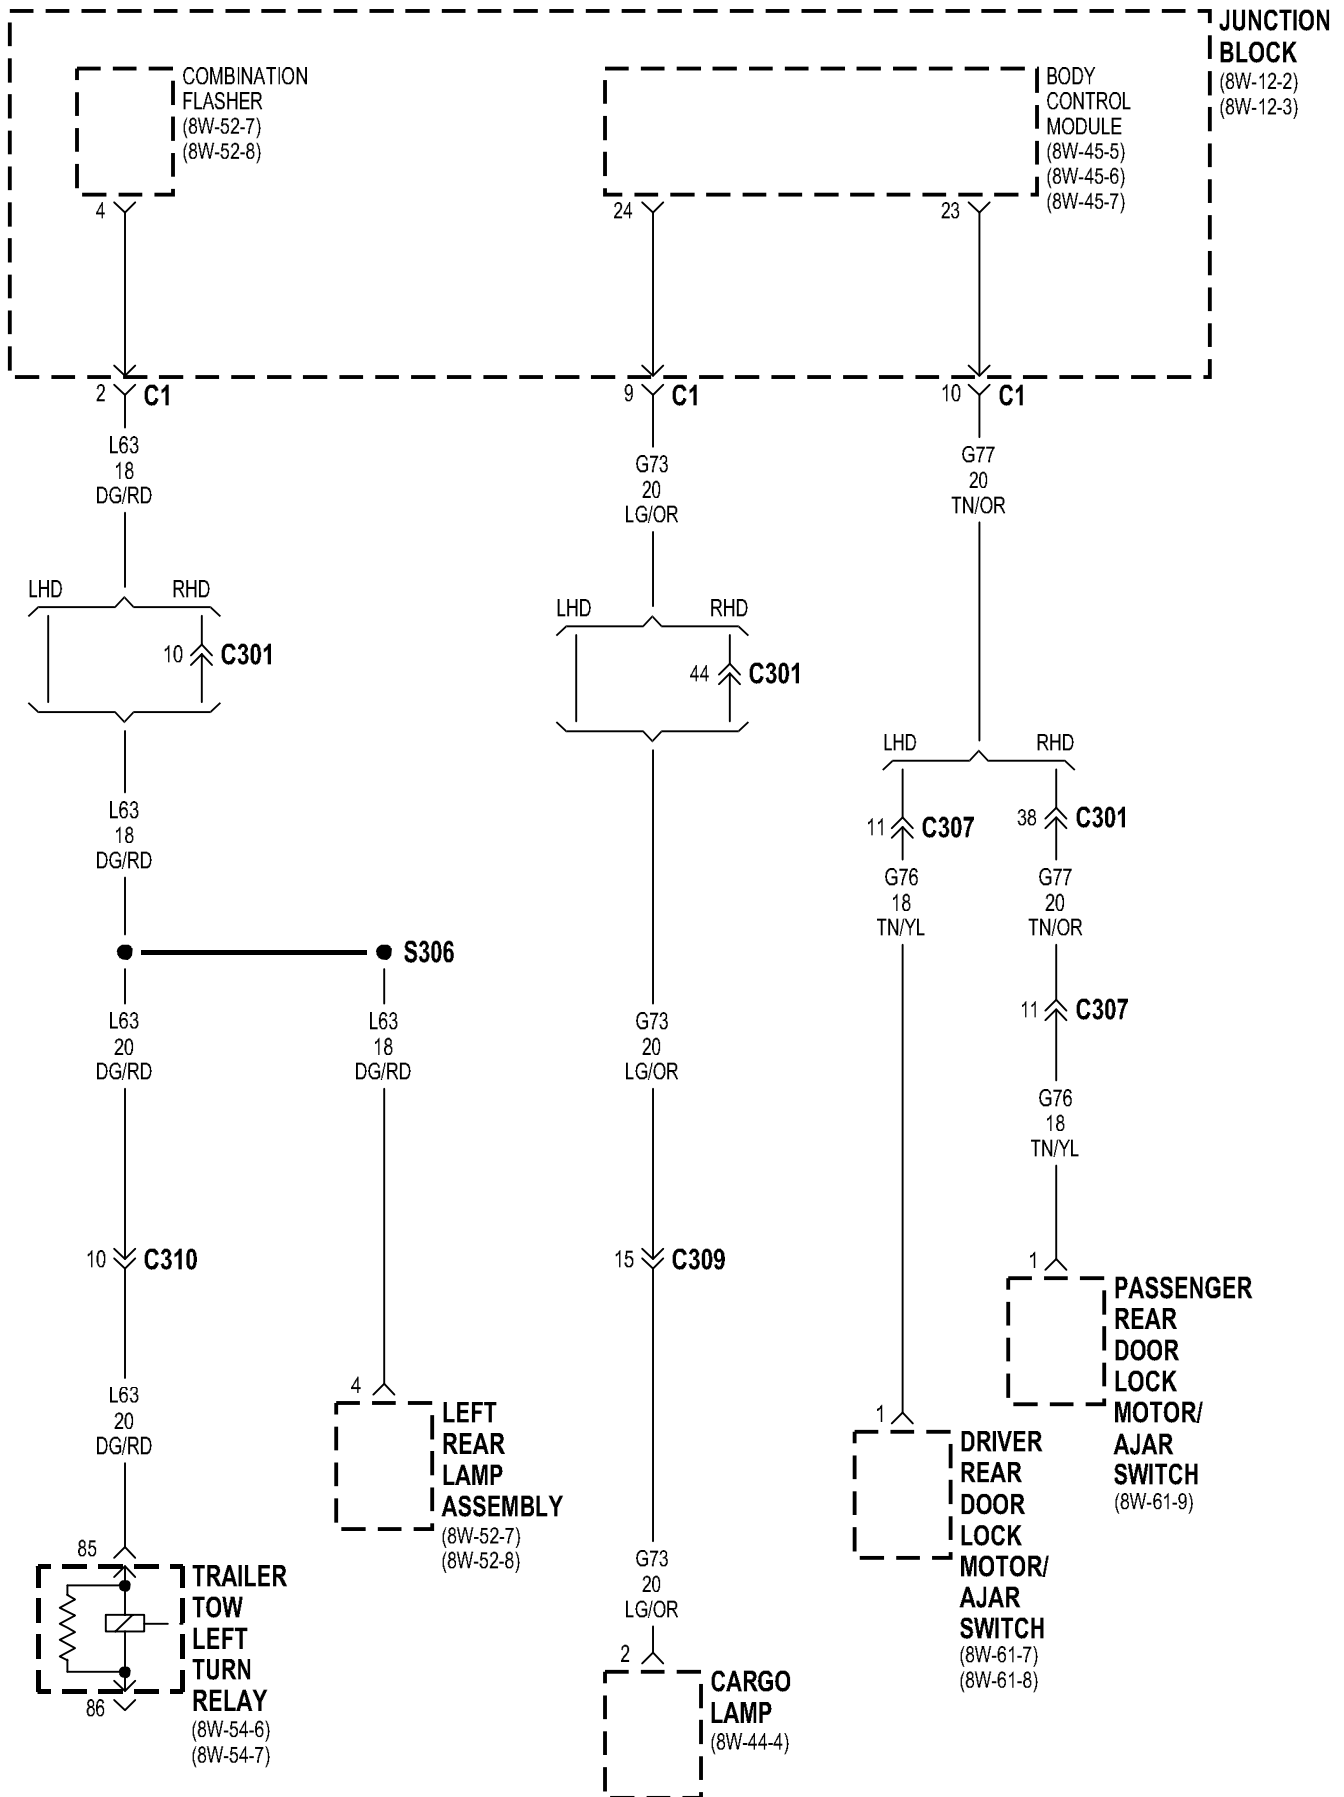 JUNCTION
BLOCK
(8W-12-2)
(8W-12-3)
COMBINATION
FLASHER
(8W-52-7)
(8W-52-8)
BODY
CONTROL
MODULE
(8W-45-5)
(8W-45-6)
(8W-45-7)
4
24
23
2
C1
9
C1
10
C1
L63
18
DG/RD
G73
20
LG/OR
G77
20
TN/OR
LHD
RHD
10
C301
LHD
RHD
44
C301
LHD
RHD
11
C307
38
C301
L63
18
DG/RD
G76
18
TN/YL
G77
20
TN/OR
S306
11
C307
L63
20
DG/RD
L63
18
DG/RD
G73
20
LG/OR
G76
18
TN/YL
10
C310
15
C309
1
PASSENGER
REAR
DOOR
LOCK
MOTOR/
AJAR
SWITCH
(8W-61-9)
L63
20
DG/RD
4
LEFT
REAR
LAMP
ASSEMBLY
(8W-52-7)
(8W-52-8)
1
DRIVER
REAR
DOOR
LOCK
MOTOR/
AJAR
SWITCH
(8W-61-7)
(8W-61-8)
85
TRAILER
TOW
LEFT
TURN
RELAY
(8W-54-6)
(8W-54-7)
86
G73
20
LG/OR
2
CARGO
LAMP
(8W-44-4)